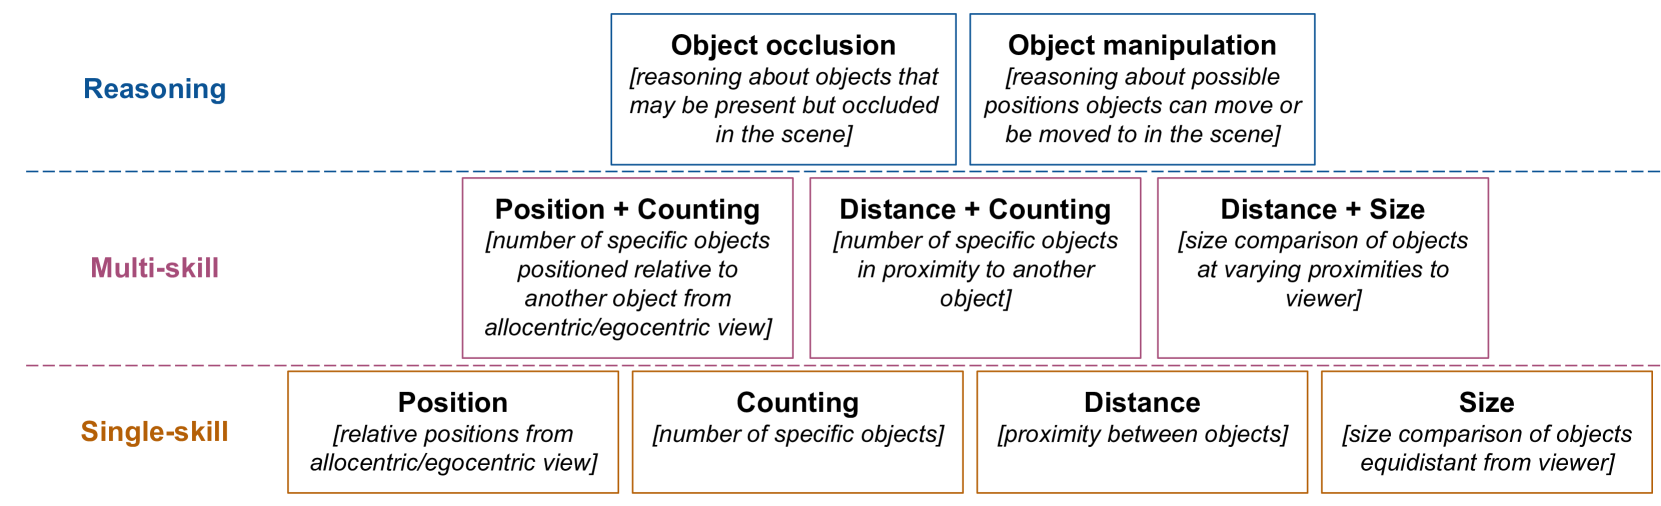 Reasoning
Object occlusion
[reasoning about objects that
may be present but occluded
in the scene]
Object manipulation
[reasoning about possible
positions objects can move or
be moved to in the scene]
Multi-skill
Position + Counting
[number of specific objects
positioned relative to
another object from
allocentric/egocentric view]
Distance + Counting
[number of specific objects
in proximity to another
object]
Distance + Size
[size comparison of objects
at varying proximities to
viewer]
Single-skill
Position
[relative positions from
allocentric/egocentric view]
Counting
[number of specific objects]
Distance
[proximity between objects]
Size
[size comparison of objects
equidistant from viewer]